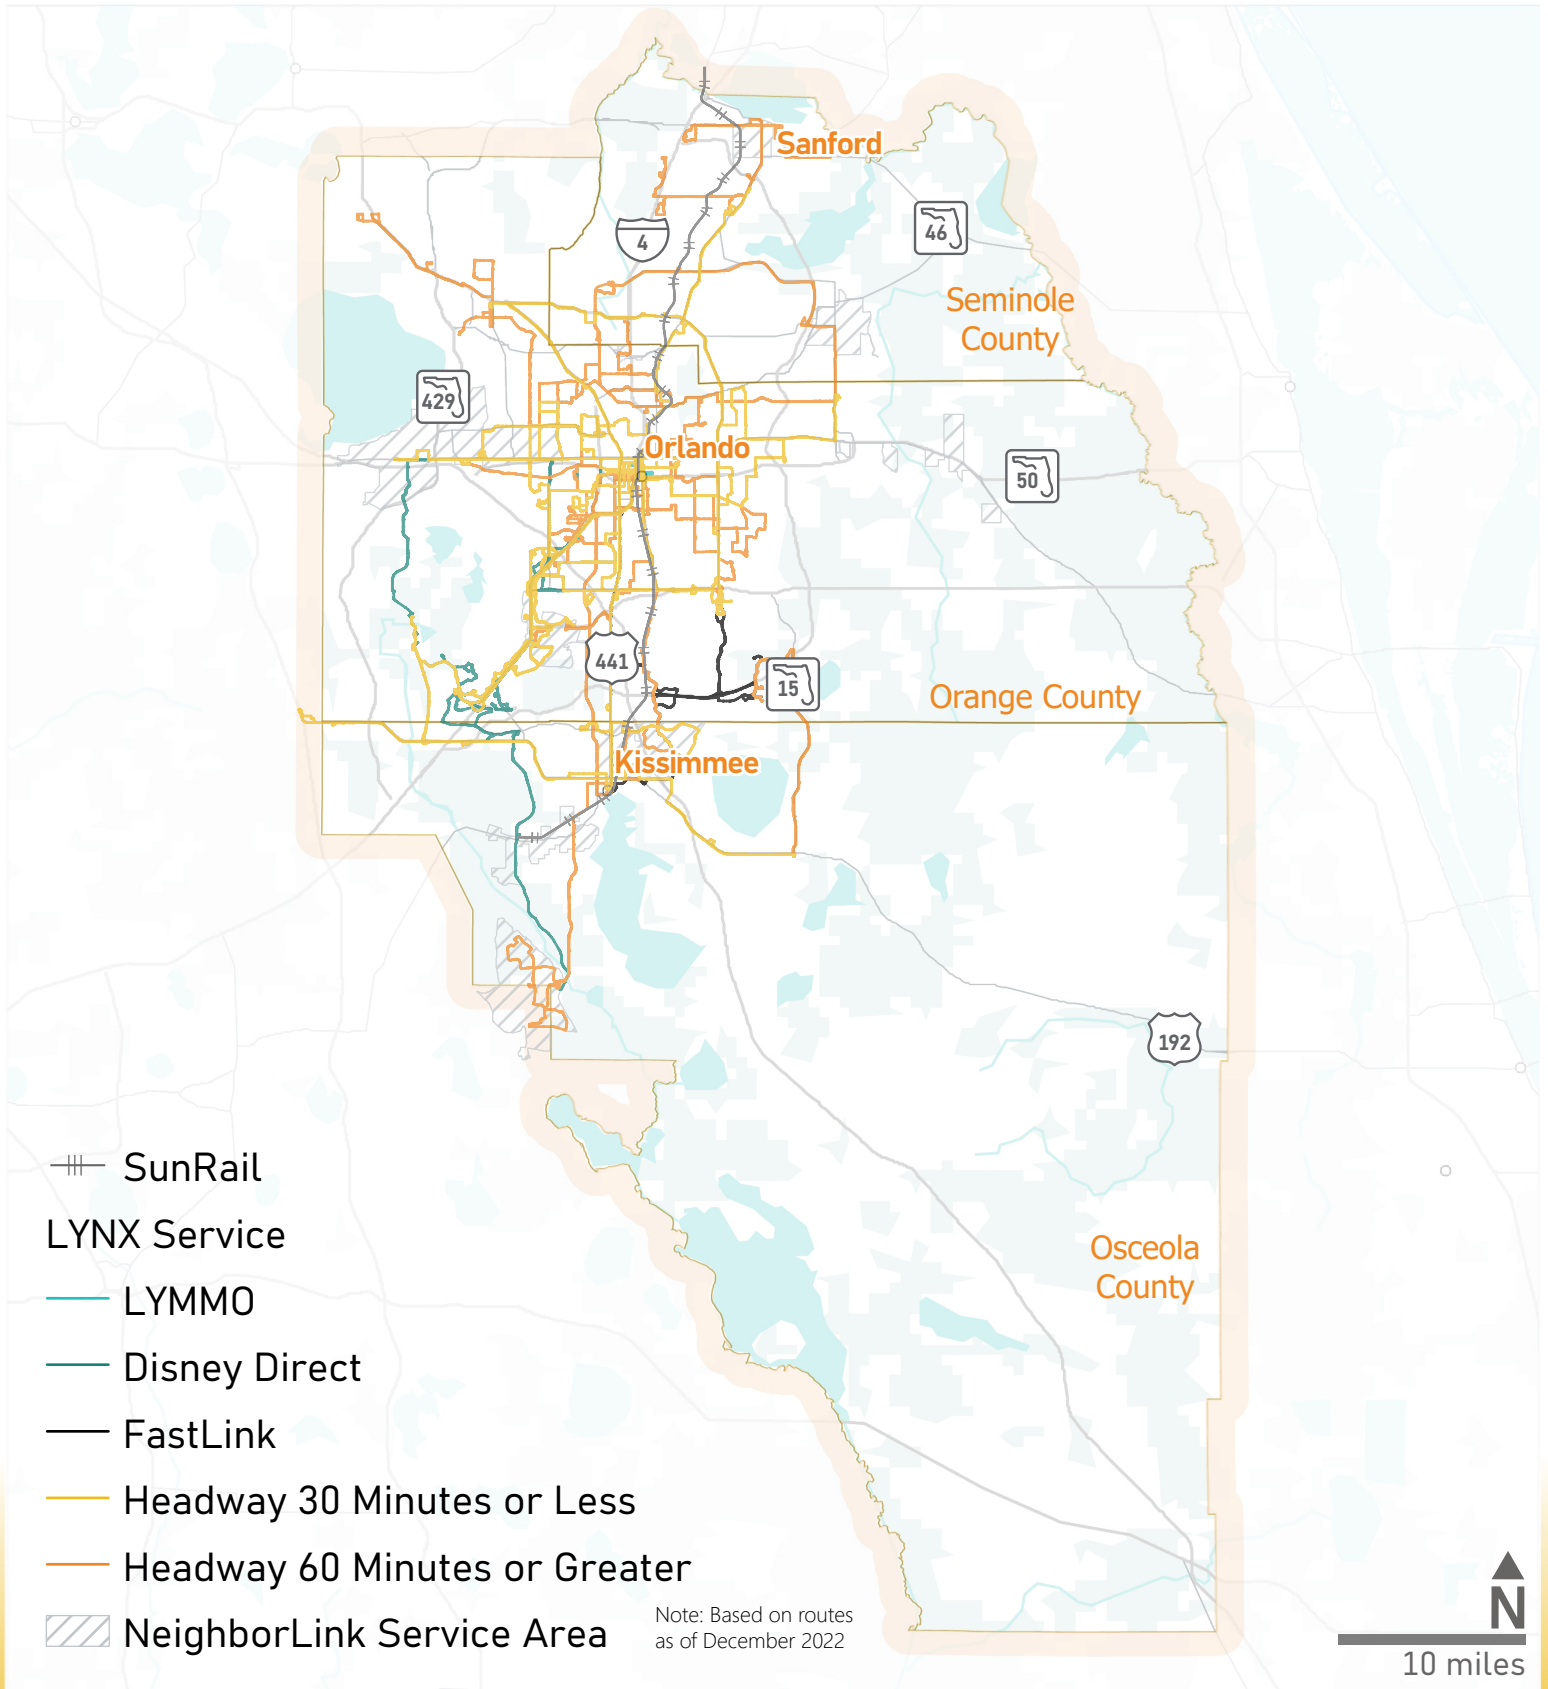 Sanford
46
4
Seminole
County
429
Orlando
50
441
15
Orange County
Kissimmee
192
SunRail
LYNX Service
LYMMO
Osceola
County
Disney Direct
FastLink
Headway 30 Minutes or Less
Headway 60 Minutes or Greater
NeighborLink Service Area
Note: Based on routes
as of December 2022
N
10 miles